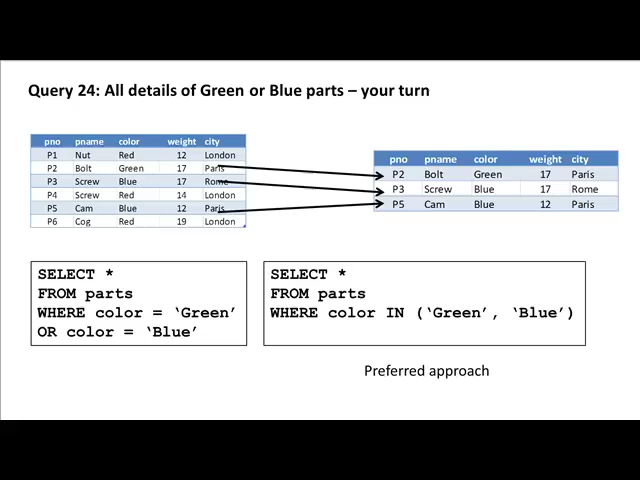 Query 24: All details of Green or Blue parts – your turn
pno pname color weight city
P1 Nut Red 12 London
P2 Bolt Green 17 Paris
P3 Screw Blue 17 Rome
P4 Screw Red 14 London
P5 Cam Blue 12 Paris
P6 Cog Red 19 London
pno pname color weight city
P2 Bolt Green 17 Paris
P3 Screw Blue 17 Rome
P5 Cam Blue 12 Paris
SELECT *
FROM parts
WHERE color = ‘Green’
OR color = ‘Blue’
SELECT *
FROM parts
WHERE color IN (‘Green’, ‘Blue’)
Preferred approach